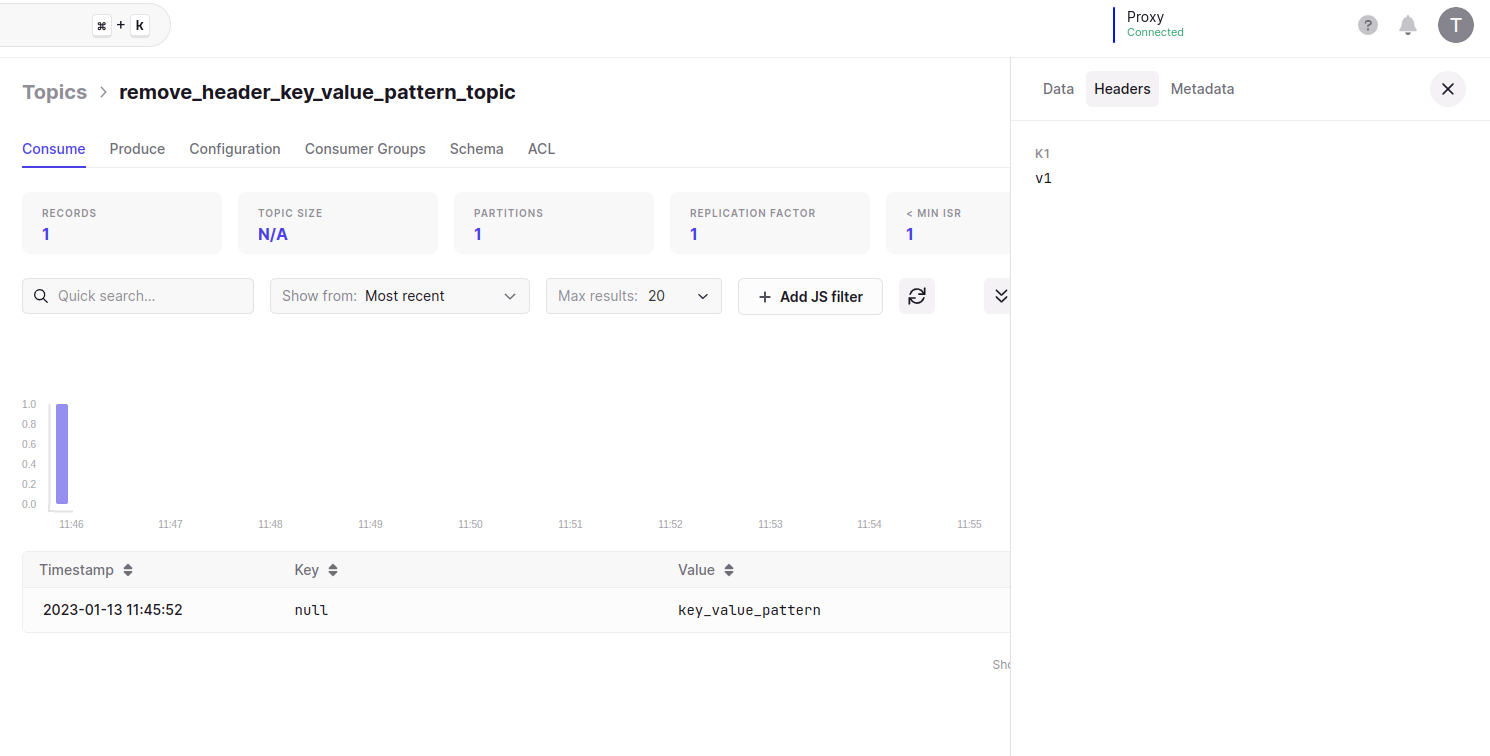 ⌘ + k
Proxy
Connected
?
T
Topics > remove_header_key_value_pattern_topic
Consume Produce Configuration Consumer Groups Schema ACL
RECORDS
1
TOPIC SIZE
N/A
PARTITIONS
1
REPLICATION FACTOR
1
< MIN ISR
1
Quick search...
Show from: Most recent
Max results: 20
+ Add JS filter
1.0
0.8
0.6
0.4
0.2
0.0
11:46 11:47 11:48 11:49 11:50 11:51 11:52 11:53 11:54 11:55
Timestamp Key Value
2023-01-13 11:45:52 null key_value_pattern
Data Headers Metadata
K1
v1